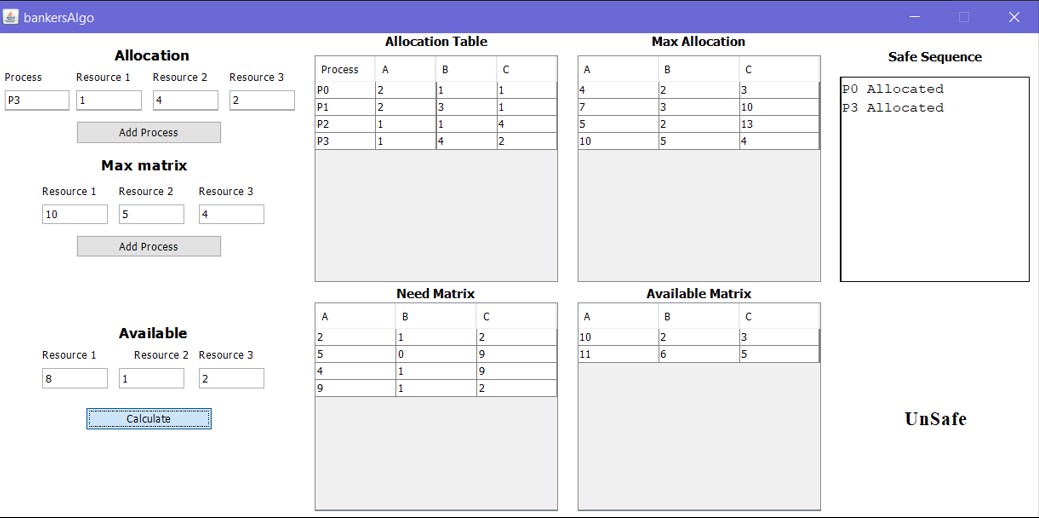 bankersAlgo
Allocation
Process Resource 1 Resource 2 Resource 3
P3 1 4 2
Add Process
Max matrix
Resource 1 Resource 2 Resource 3
10 5 4
Add Process
Available
Resource 1 Resource 2 Resource 3
8 1 2
Calculate
Allocation Table
Process A B C
P0 2 1 1
P1 2 3 1
P2 1 1 4
P3 1 4 2
Max Allocation
A B C
4 2 3
7 3 10
5 2 13
10 5 4
Need Matrix
A B C
2 1 2
5 0 9
4 1 9
9 1 2
Available Matrix
A B C
10 2 3
11 6 5
Safe Sequence
P0 Allocated
P3 Allocated
UnSafe